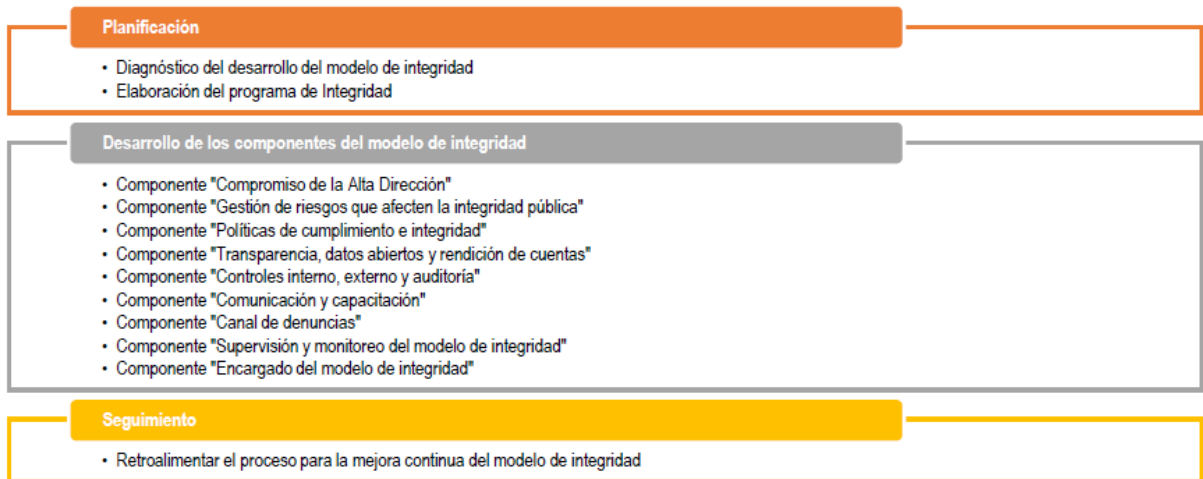 Planificación
• Diagnóstico del desarrollo del modelo de integridad
• Elaboración del programa de Integridad
Desarrollo de los componentes del modelo de integridad
• Componente "Compromiso de la Alta Dirección"
• Componente "Gestión de riesgos que afecten la integridad pública"
• Componente "Políticas de cumplimiento e integridad"
• Componente "Transparencia, datos abiertos y rendición de cuentas"
• Componente "Controles interno, externo y auditoría"
• Componente "Comunicación y capacitación"
• Componente "Canal de denuncias"
• Componente "Supervisión y monitoreo del modelo de integridad"
• Componente "Encargado del modelo de integridad"
Seguimiento
• Retroalimentar el proceso para la mejora continua del modelo de integridad